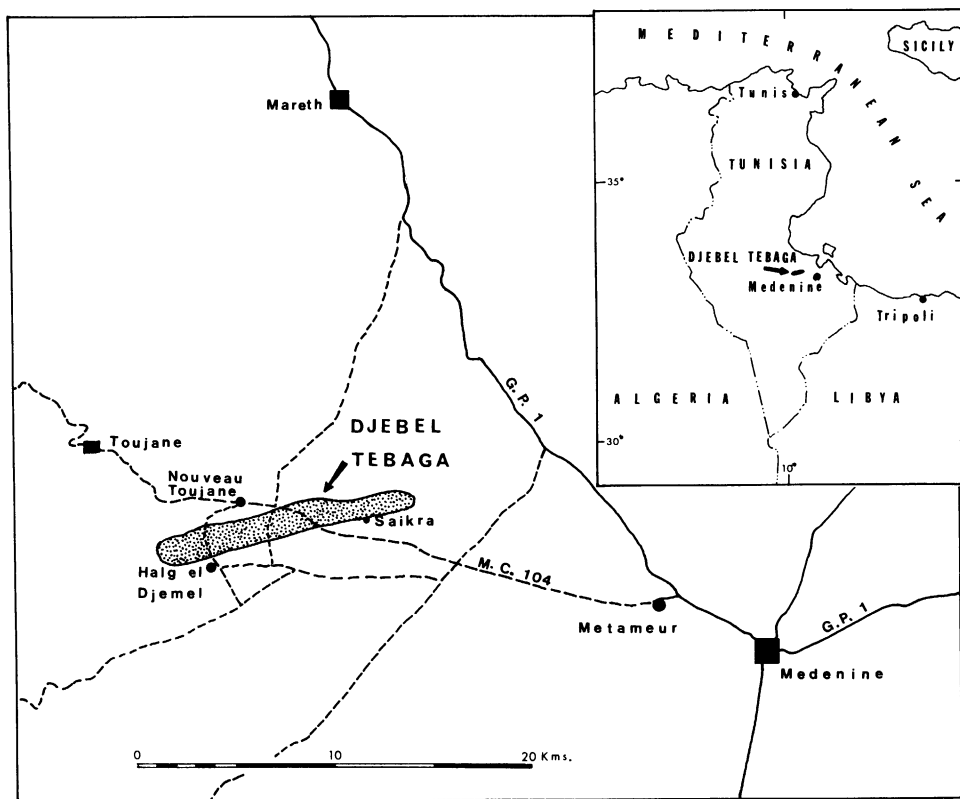 Mareth
Toujane
Nouveau
Toujane
DJEBEL
TEBAGA
Saikra
Halg el
Djemel
G.P. 1
M.C. 104
Metameur
G.P. 1
Medenine
0 10 20 Kms.
MEDITERRANEAN SEA
SICILY
Tunis
TUNISIA
35°
DJEBEL TEBAGA
Medenine
Tripoli
ALGERIA
LIBYA
30°
10°